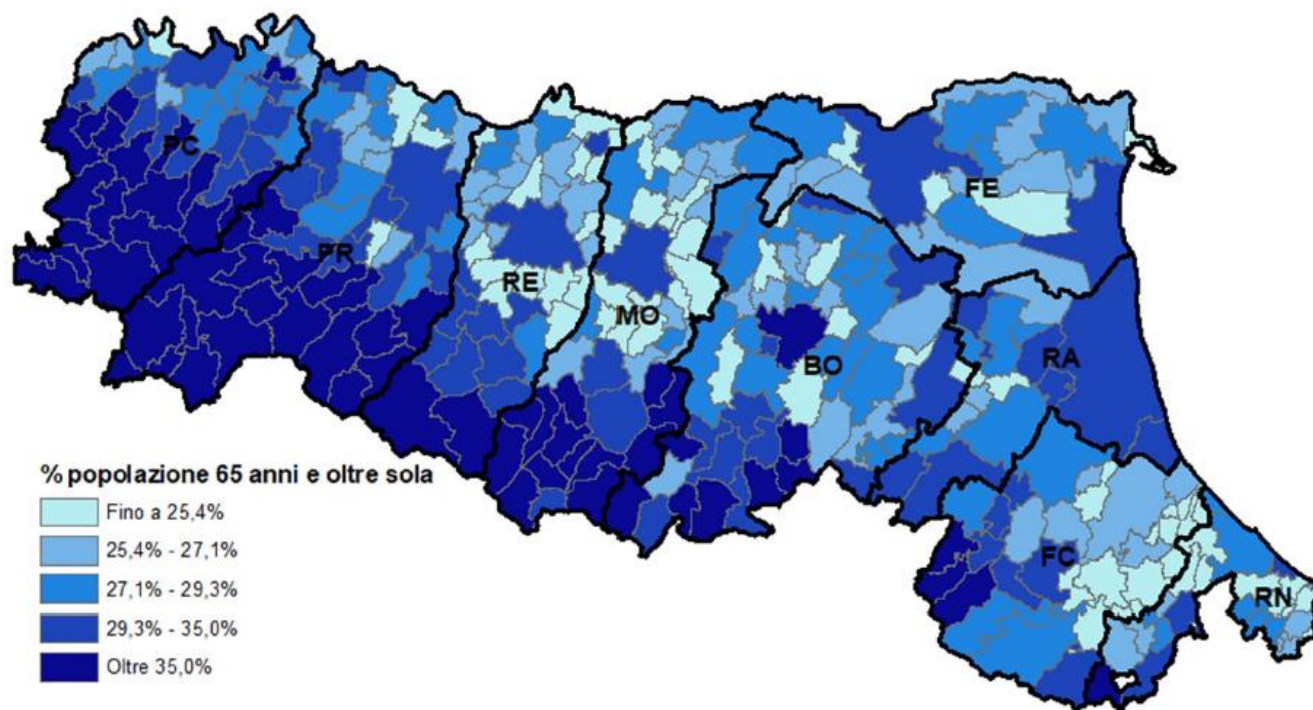 PC
PR
RE
MO
BO
FE
RA
FC
RN
% popolazione 65 anni e oltre sola
Fino a 25,4%
25,4% - 27,1%
27,1% - 29,3%
29,3% - 35,0%
Oltre 35,0%